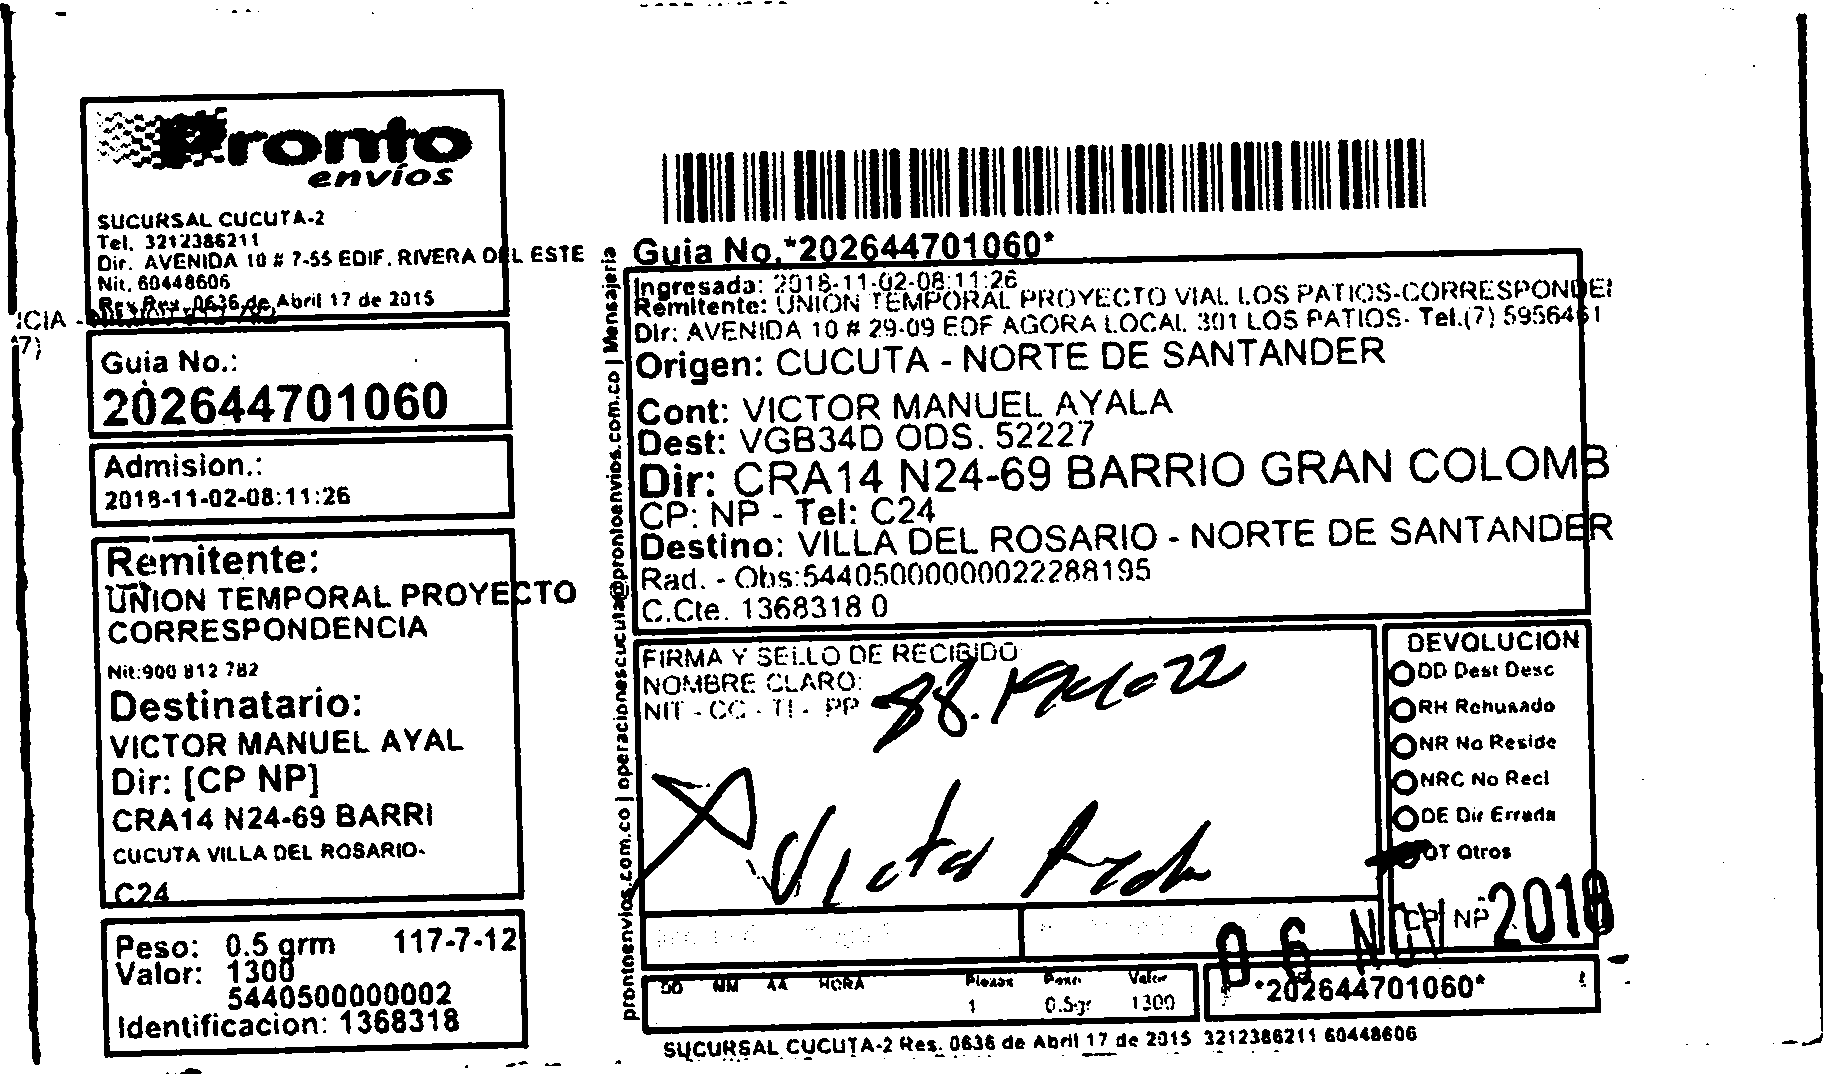 Pronto
envíos
SUCURSAL CUCUTA-2
Tel. 3212386211
Dir. AVENIDA 10 # 7-55 EDIF. RIVERA DEL ESTE
Nit. 60448606
Abril 17 de 2015
Guia No.:
202644701060
Admision.:
2018-11-02-08:11:26
Remitente:
UNION TEMPORAL PROYECTO
CORRESPONDENCIA
Nit:900 812 782
Destinatario:
VICTOR MANUEL AYAL
Dir: [CP NP]
CRA14 N24-69 BARRI
CUCUTA VILLA DEL ROSARIO-
C24
Peso: 0.5 grm 117-7-12
Valor: 1300
5440500000002
Identificacion: 1368318
prontoenvios.com.co | operacionescucuta@prontoenvios.com.co | Mensajeria
Guia No.*202644701060*
Ingresada: 2018-11-02-08:11:26
Remitente: UNION TEMPORAL PROYECTO VIAL LOS PATIOS-CORRESPONDEI
Dir: AVENIDA 10 # 29-09 EDF AGORA LOCAL 301 LOS PATIOS- Tel.(7) 5956461
Origen: CUCUTA - NORTE DE SANTANDER
Cont: VICTOR MANUEL AYALA
Dest: VGB34D ODS. 52227
Dir: CRA14 N24-69 BARRIO GRAN COLOMB
CP: NP - Tel: C24
Destino: VILLA DEL ROSARIO - NORTE DE SANTANDER
Rad. - Obs:54405000000022288195
C.Cte. 1368318 0
FIRMA Y SELLO DE RECIBIDO
NOMBRE CLARO:
NIT - CC - TI - PP
Victor
DEVOLUCION
DD Dest Desc
RH Rehusado
NR No Reside
NRC No Recl
DE Dir Errada
OT Otros
CP: NP
06 NOV 2018
DD MM AA HORA Piezas Peso Valor
1 0.5gr 1300
*202644701060*
SUCURSAL CUCUTA-2 Res. 0636 de Abril 17 de 2015 3212386211 60448606